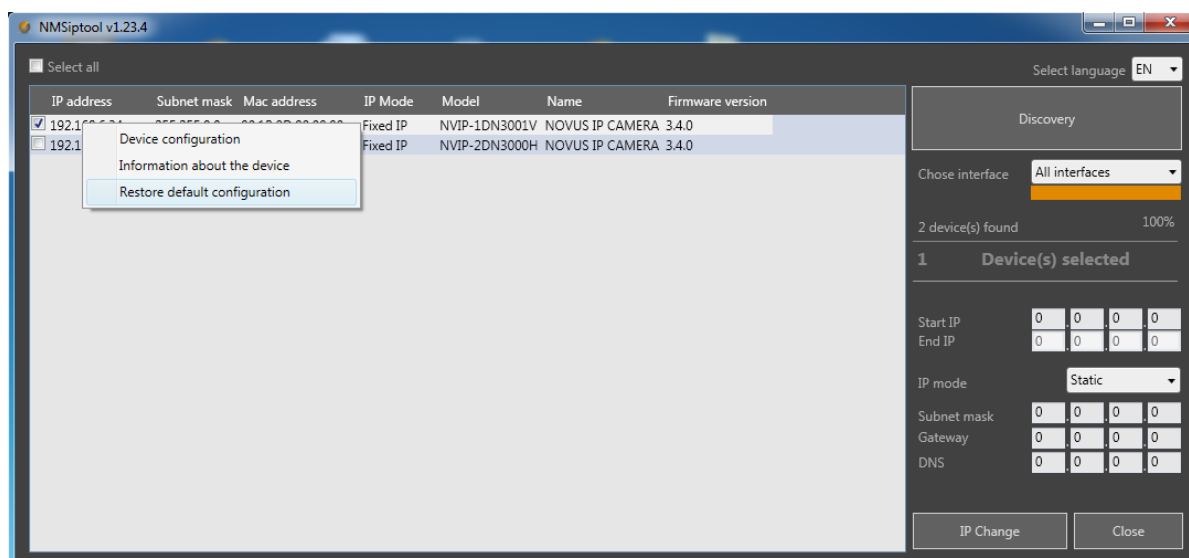 NMSiptool v1.23.4
Select all
Select language EN
IP address Subnet mask Mac address IP Mode Model Name Firmware version
Fixed IP NVIP-1DN3001V NOVUS IP CAMERA 3.4.0
192.1 Fixed IP NVIP-2DN3000H NOVUS IP CAMERA 3.4.0
Device configuration
Information about the device
Restore default configuration
Discovery
Chose interface All interfaces
2 device(s) found 100%
1 Device(s) selected
Start IP 0 . 0 . 0 . 0
End IP 0 . 0 . 0 . 0
IP mode Static
Subnet mask 0 . 0 . 0 . 0
Gateway 0 . 0 . 0 . 0
DNS 0 . 0 . 0 . 0
IP Change Close